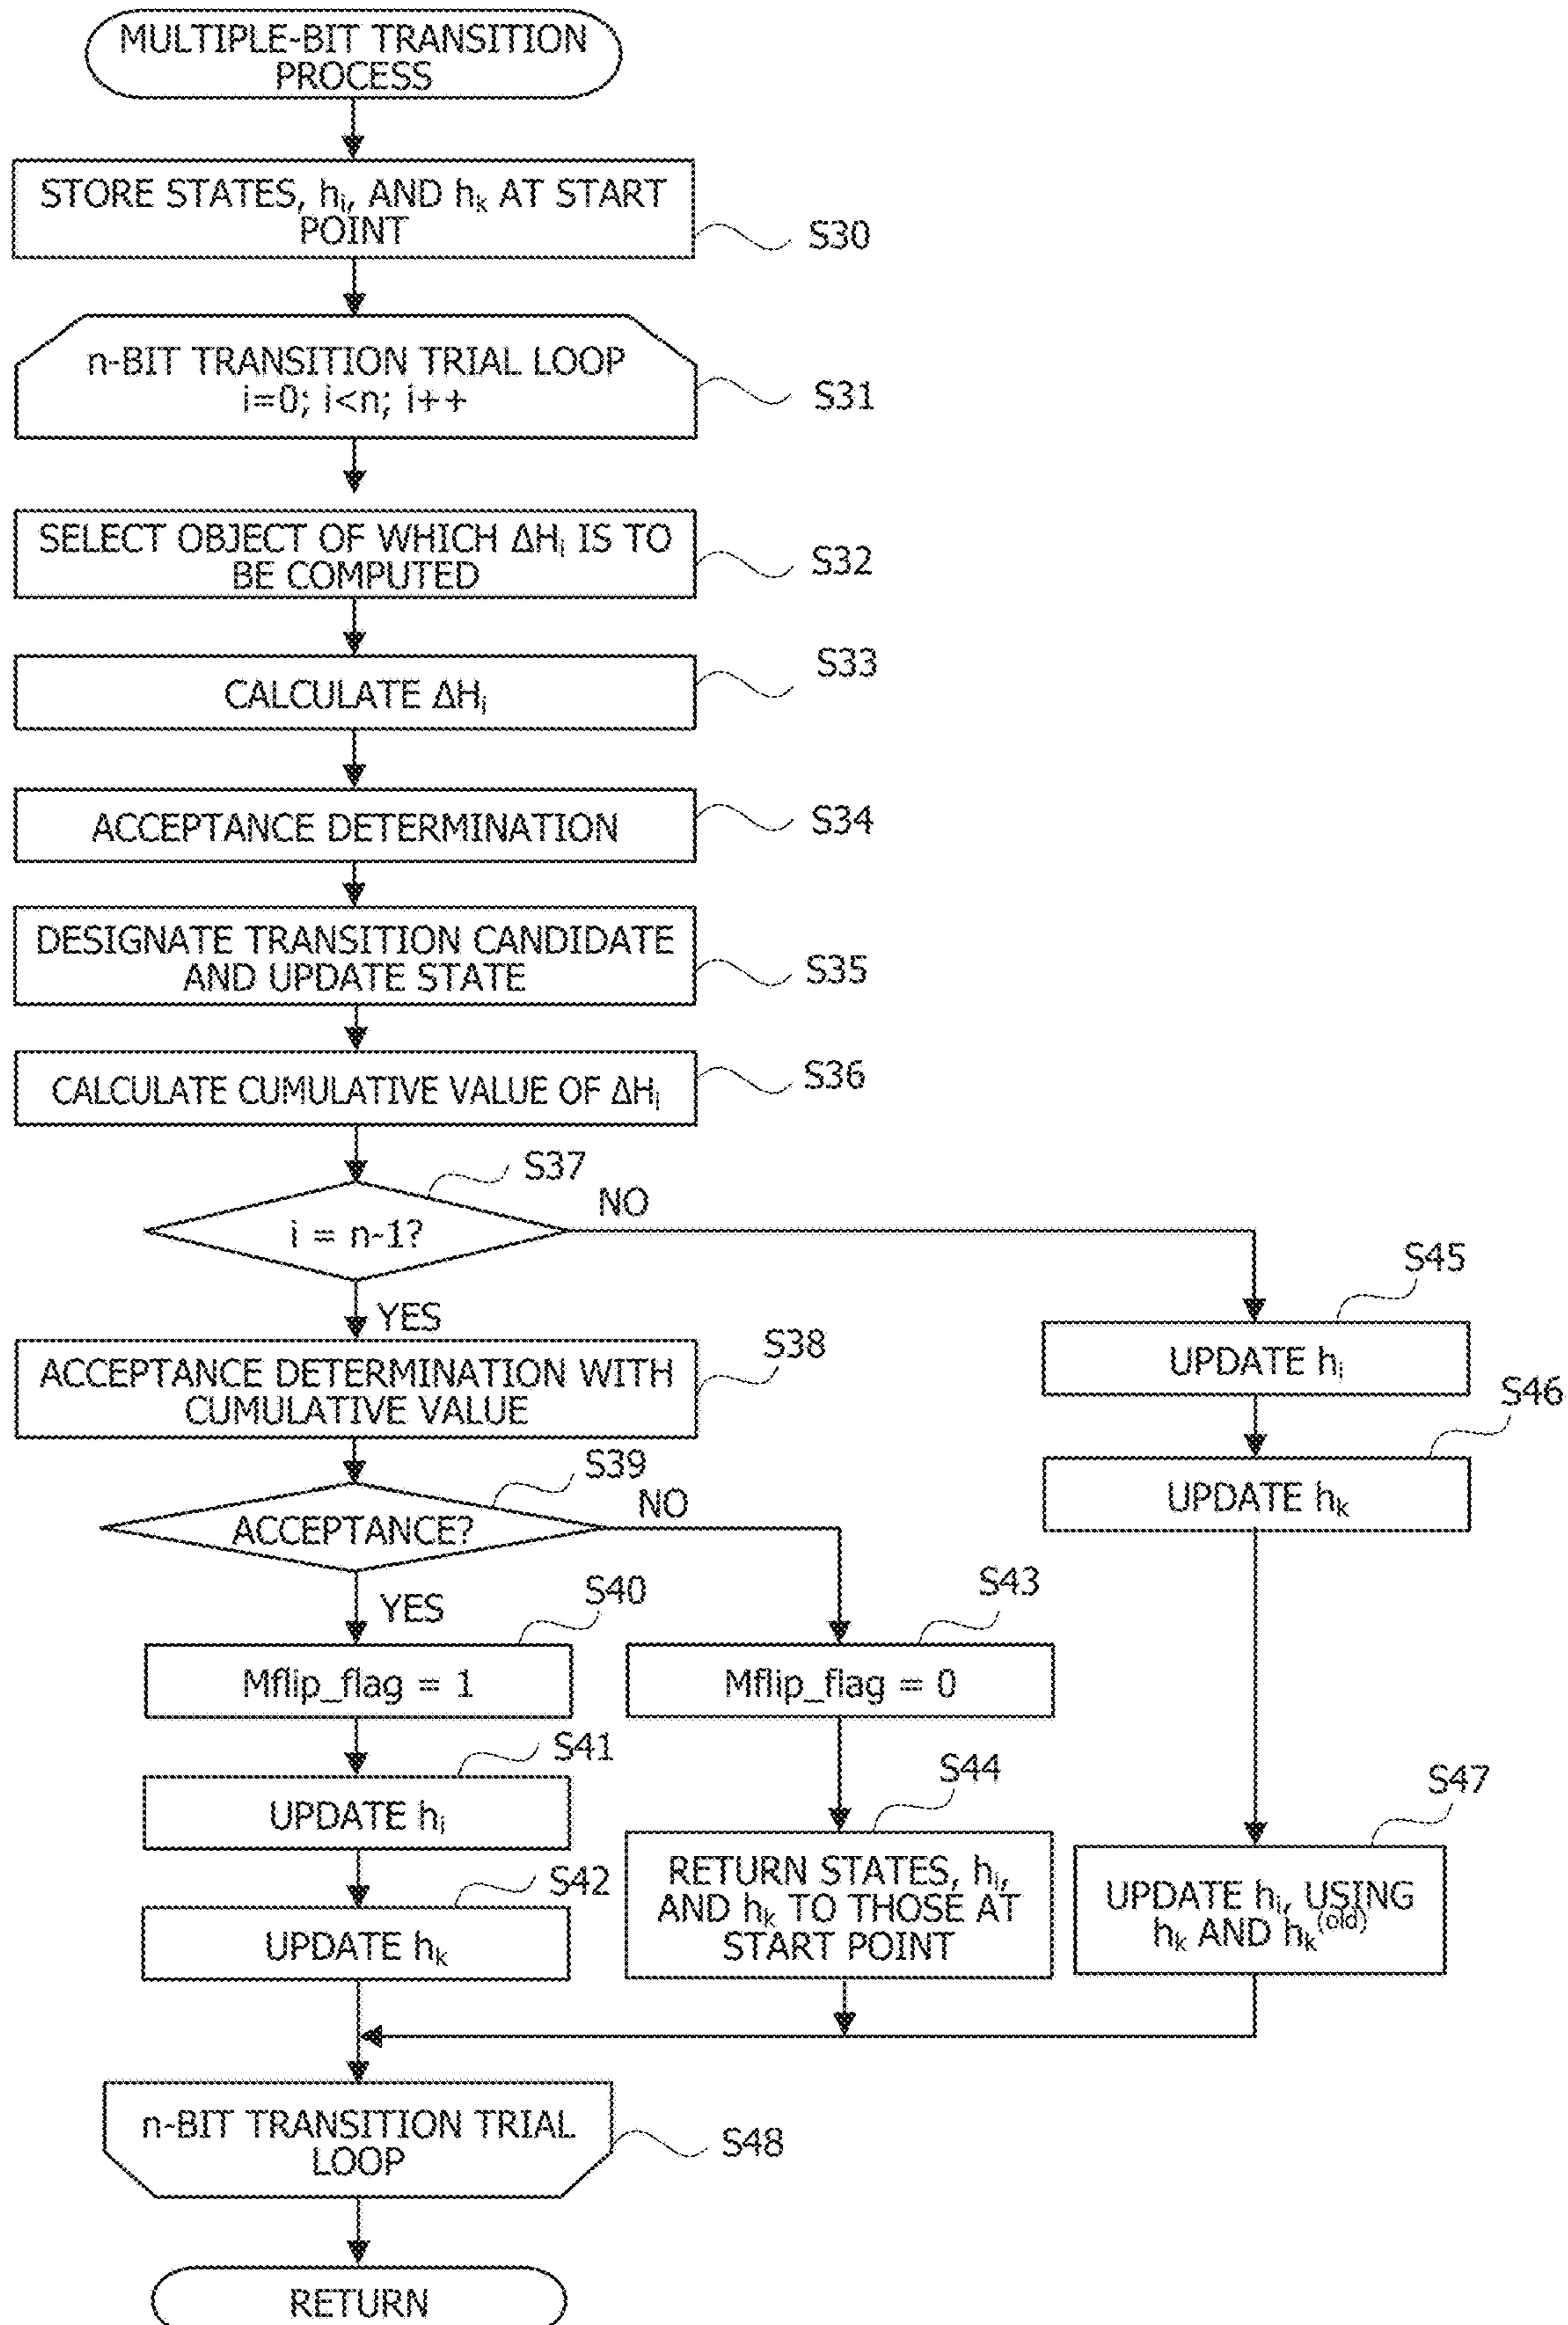 MULTIPLE-BIT TRANSITION
PROCESS
STORE STATES, hi, AND hk AT START
POINT
S30
n-BIT TRANSITION TRIAL LOOP
i=0; i<n; i++
S31
SELECT OBJECT OF WHICH ΔHi IS TO
BE COMPUTED
S32
CALCULATE ΔHi
S33
ACCEPTANCE DETERMINATION
S34
DESIGNATE TRANSITION CANDIDATE
AND UPDATE STATE
S35
CALCULATE CUMULATIVE VALUE OF ΔHi
S36
S37
i = n-1?
NO
YES
ACCEPTANCE DETERMINATION WITH
CUMULATIVE VALUE
S38
S45
UPDATE hi
S46
UPDATE hk
S39
ACCEPTANCE?
NO
YES
S40
Mflip_flag = 1
S43
Mflip_flag = 0
S41
UPDATE hi
S44
RETURN STATES, hi,
AND hk TO THOSE AT
START POINT
S47
UPDATE hi, USING
hk AND hk(old)
S42
UPDATE hk
n-BIT TRANSITION TRIAL
LOOP
S48
RETURN